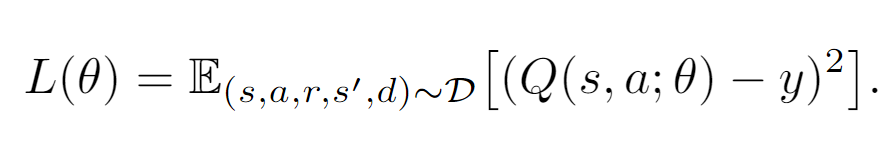 L(θ) = 𝔼_{(s,a,r,s′,d)∼𝒟}[(Q(s, a; θ) − y)²].